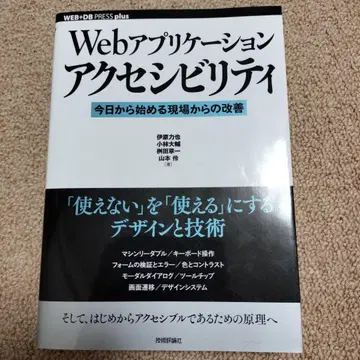 WEB+DB PRESS plus
Webアプリケーション
アクセシビリティ
今日から始める現場からの改善
伊原力也
小林大輔
桝田草一
山本伶
[著]
「使えない」を「使える」にする
デザインと技術
マシンリーダブル/キーボード操作
フォームの検証とエラー/色とコントラスト
モーダルダイアログ/ツールチップ
画面遷移/デザインシステム
そして、はじめからアクセシブルであるための原理へ
技術評論社